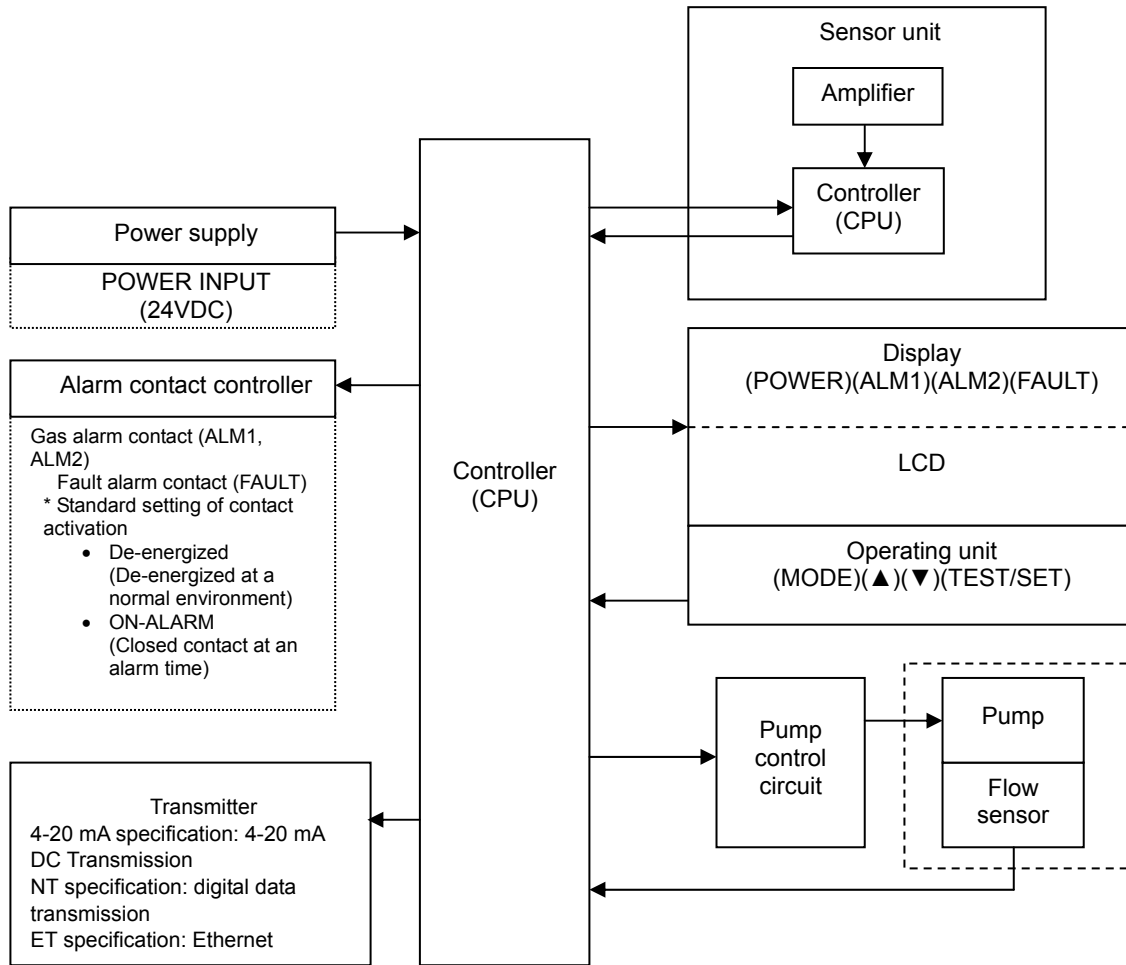 Sensor unit
Amplifier
Controller
(CPU)
Power supply
POWER INPUT
(24VDC)
Alarm contact controller
Gas alarm contact (ALM1,
ALM2)
Fault alarm contact (FAULT)
* Standard setting of contact
activation
• De-energized
(De-energized at a
normal environment)
• ON-ALARM
(Closed contact at an
alarm time)
Transmitter
4-20 mA specification: 4-20 mA
DC Transmission
NT specification: digital data
transmission
ET specification: Ethernet
Controller
(CPU)
Display
(POWER)(ALM1)(ALM2)(FAULT)
LCD
Operating unit
(MODE)(▲)(▼)(TEST/SET)
Pump
control
circuit
Pump
Flow
sensor